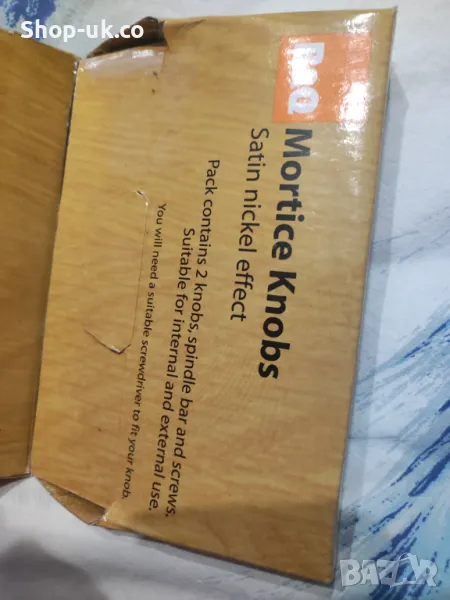 Shop-uk.co
B&Q
Mortice Knobs
Satin nickel effect
Pack contains 2 knobs, spindle bar and screws.
Suitable for internal and external use.
You will need a suitable screwdriver to fit your knob.
BAZAR